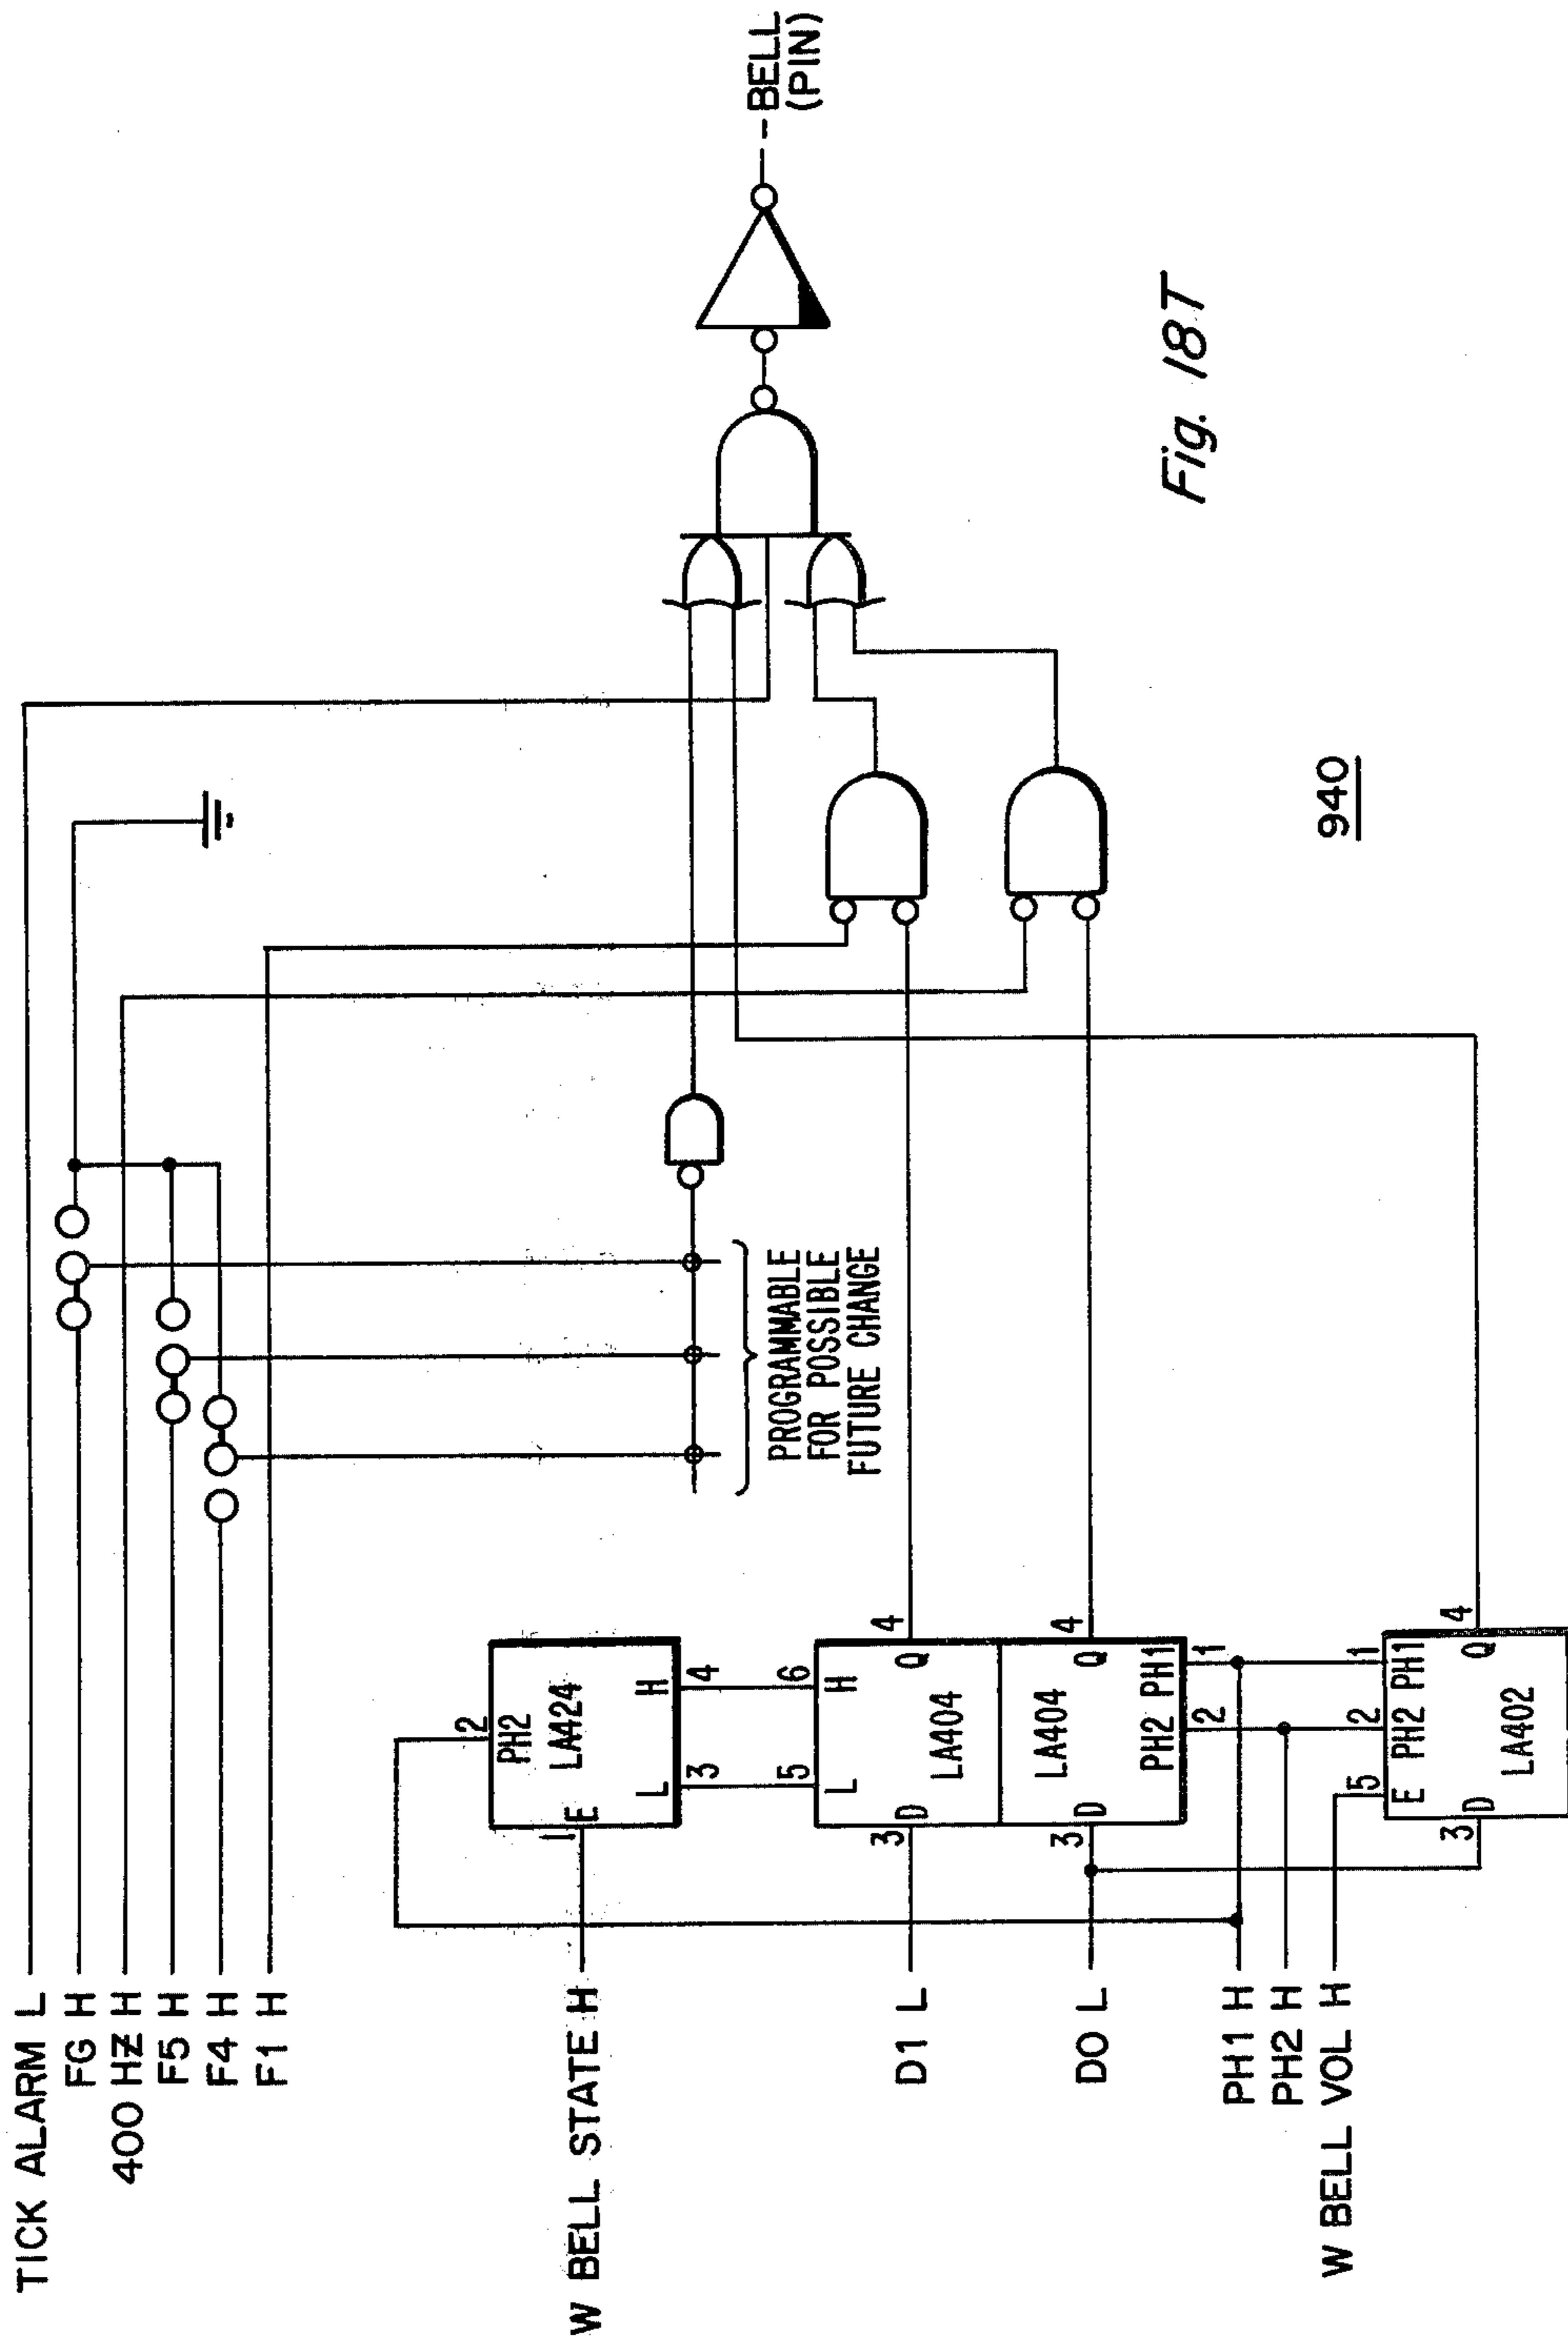 TICK ALARM L
FG H
400 HZ H
F5 H
F4 H
F1 H
W BELL STATE H
D1 L
D0 L
PH1 H
PH2 H
W BELL VOL H
2
PH2
LA424
1
E
L
H
3
4
5
6
L
H
3
D
Q
4
LA404
LA404
3
D
Q
4
PH2
PH1
2
1
5
2
1
E
PH2
PH1
3
D
Q
4
LA402
PROGRAMMABLE
FOR POSSIBLE
FUTURE CHANGE
BELL
(PIN)
940
Fig. 18T